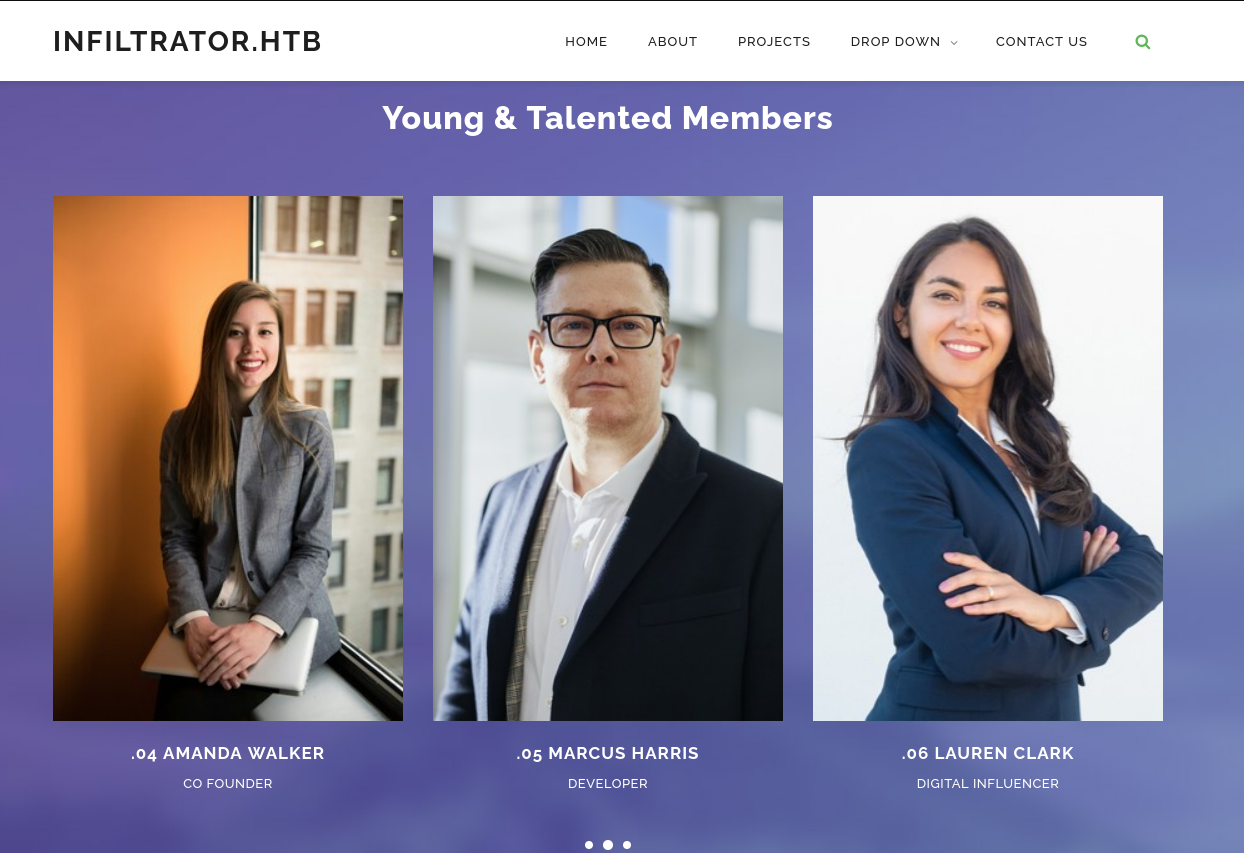 INFILTRATOR.HTB
HOME ABOUT PROJECTS DROP DOWN CONTACT US
Young & Talented Members
.04 AMANDA WALKER
CO FOUNDER
.05 MARCUS HARRIS
DEVELOPER
.06 LAUREN CLARK
DIGITAL INFLUENCER